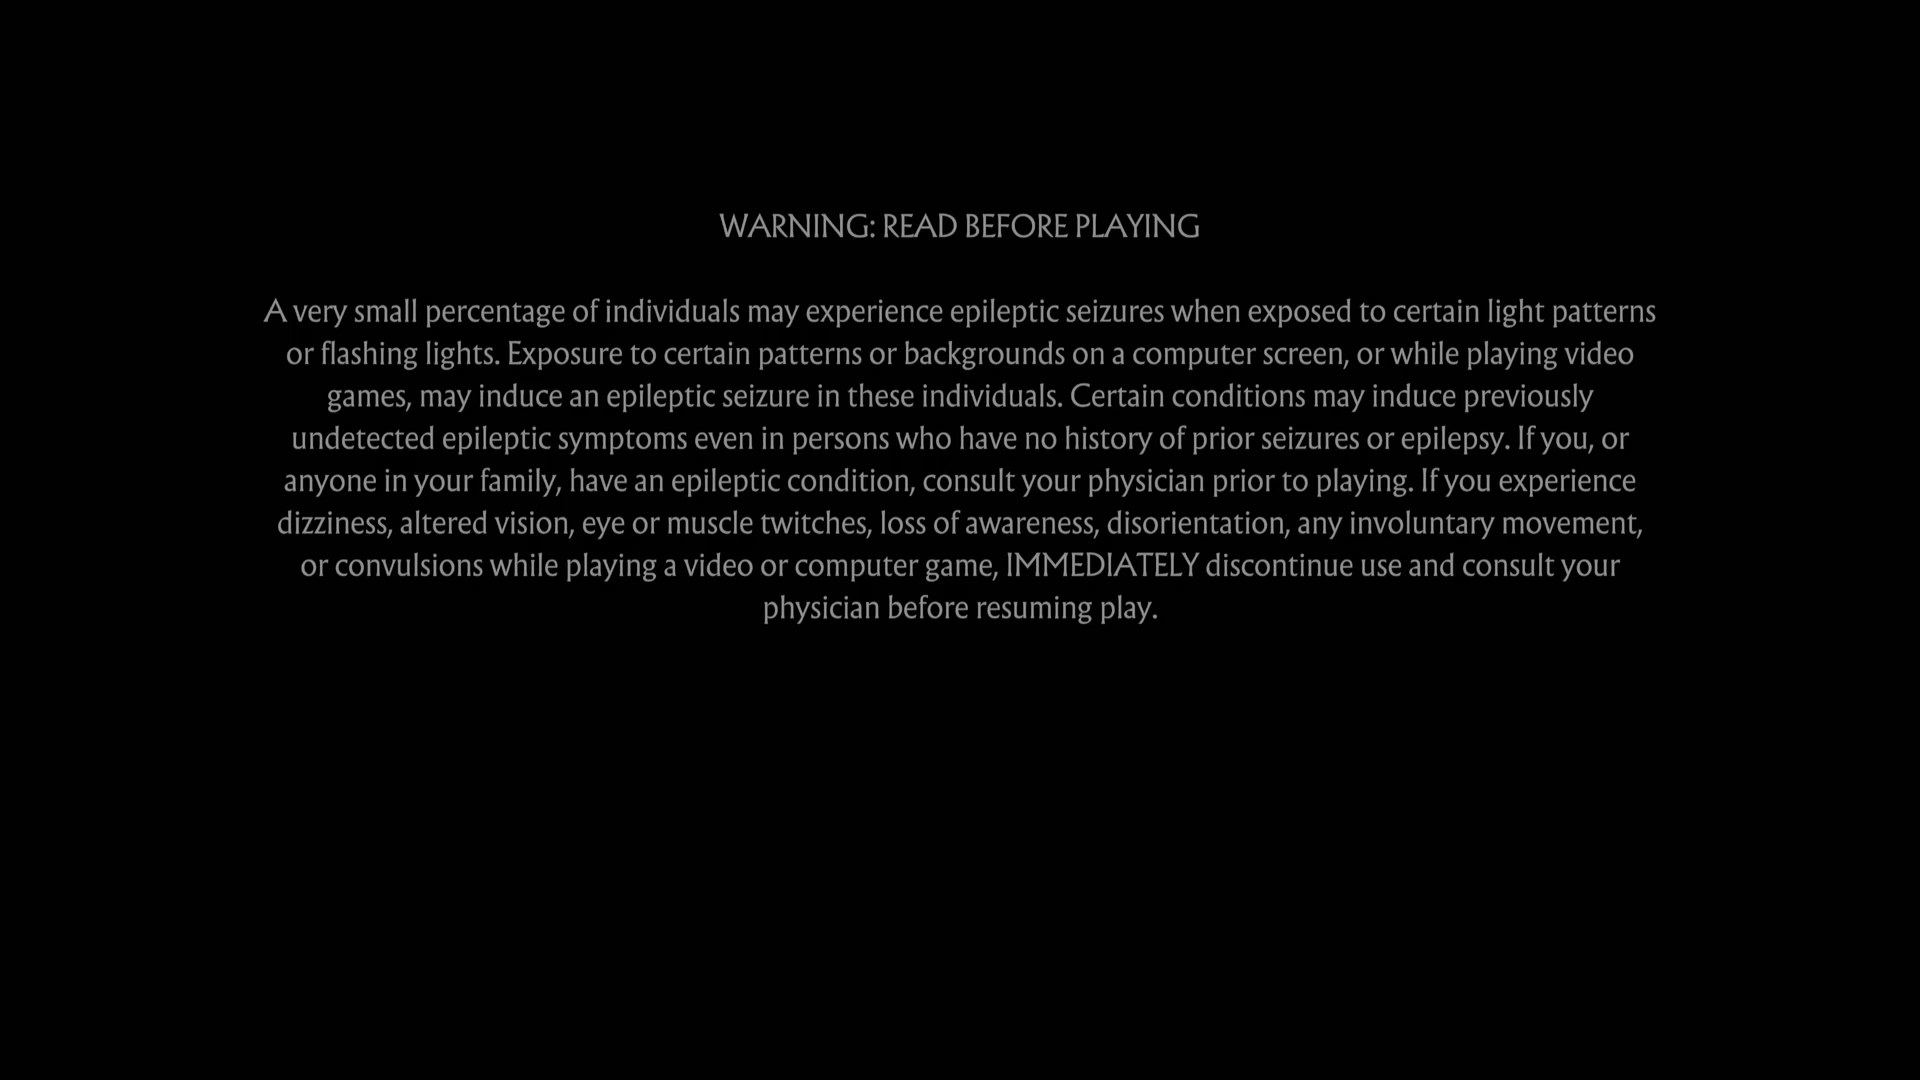 WARNING: READ BEFORE PLAYING
A very small percentage of individuals may experience epileptic seizures when exposed to certain light patterns
or flashing lights. Exposure to certain patterns or backgrounds on a computer screen, or while playing video
games, may induce an epileptic seizure in these individuals. Certain conditions may induce previously
undetected epileptic symptoms even in persons who have no history of prior seizures or epilepsy. If you, or
anyone in your family, have an epileptic condition, consult your physician prior to playing. If you experience
dizziness, altered vision, eye or muscle twitches, loss of awareness, disorientation, any involuntary movement,
or convulsions while playing a video or computer game, IMMEDIATELY discontinue use and consult your
physician before resuming play.